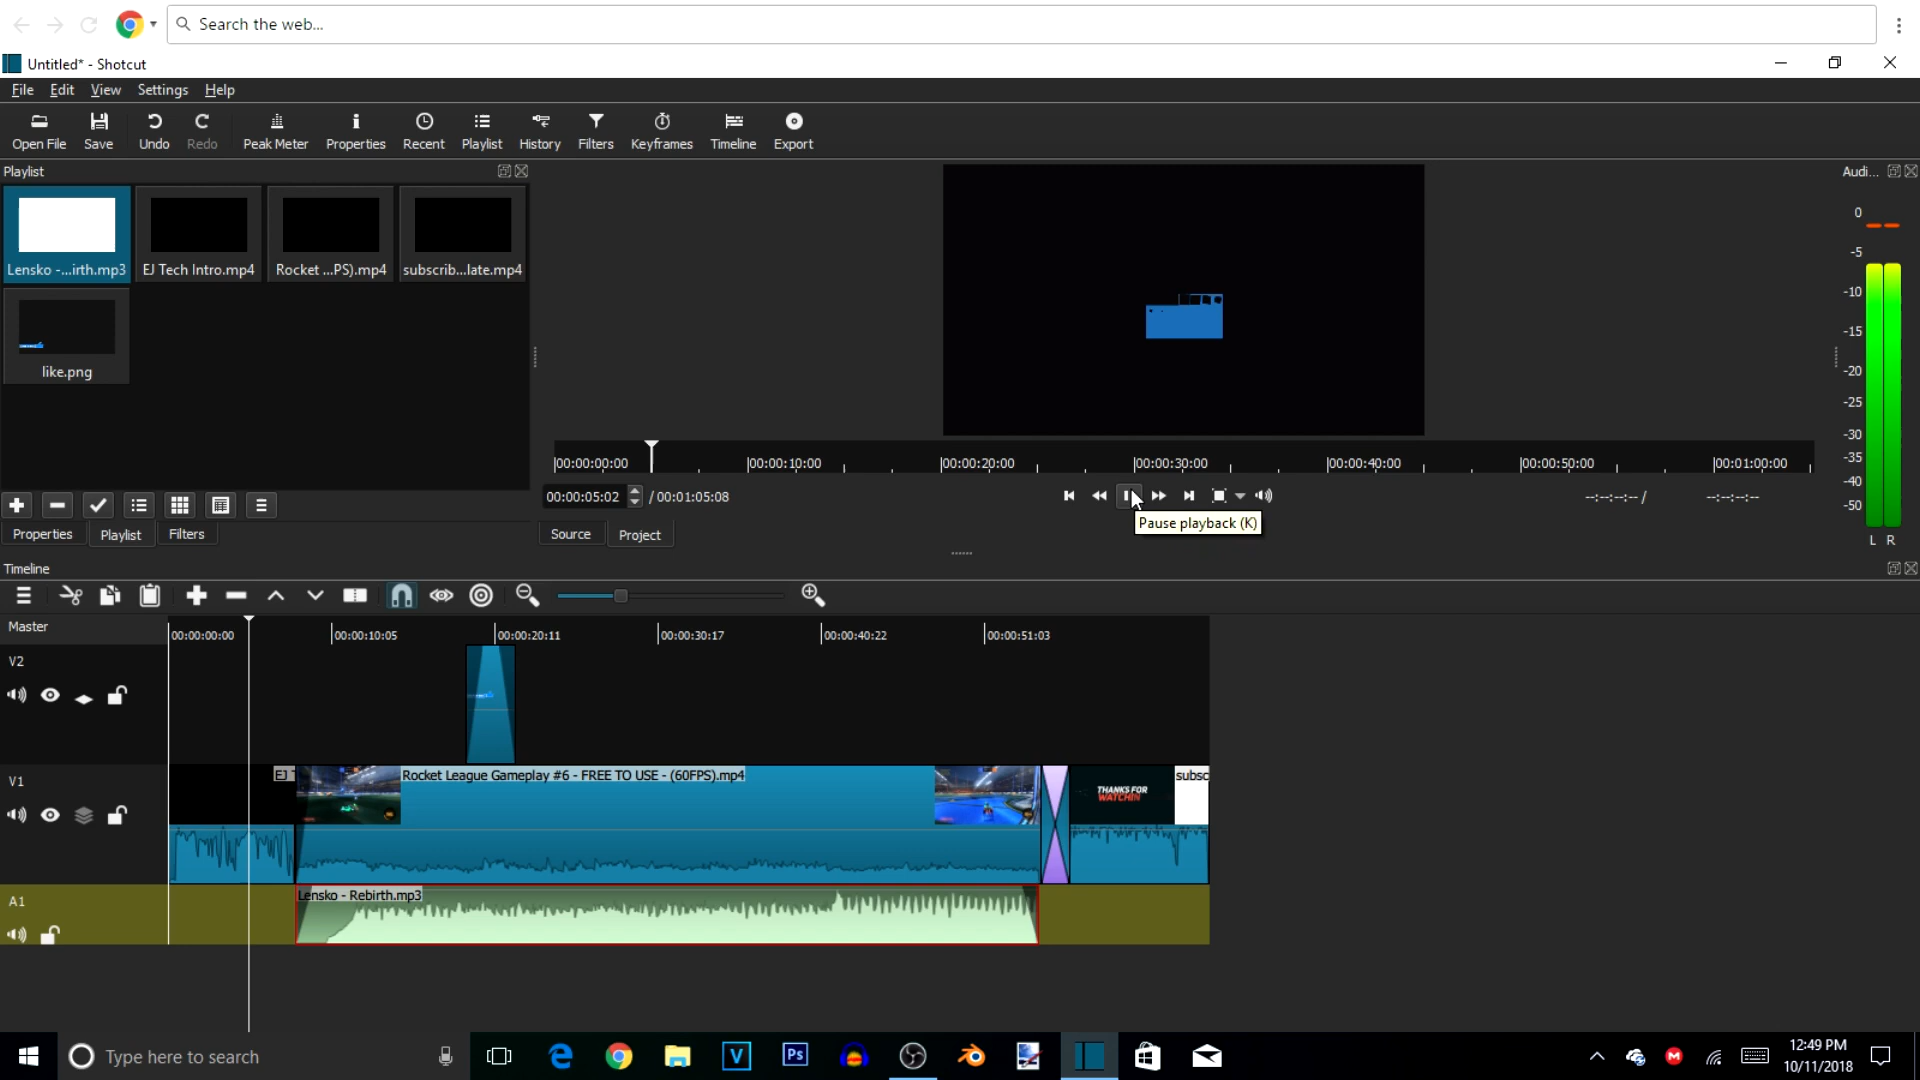 Search the web...
Untitled* - Shotcut
File Edit View Settings Help
Open File Save Undo Redo Peak Meter Properties Recent Playlist History Filters Keyframes Timeline Export
Playlist
Audi...
Lensko -...irth.mp3 EJ Tech Intro.mp4 Rocket ...PS).mp4 subscrib...late.mp4
like.png
0
-5
-10
-15
-20
-25
-30
-35
-40
-50
L R
00:00:00:00 00:00:10:00 00:00:20:00 00:00:30:00 00:00:40:00 00:00:50:00 00:01:00:00
00:00:05:02 / 00:01:05:08
--:--:--:-- / --:--:--:--
Pause playback (K)
Properties Playlist Filters
Source Project
Timeline
Master
00:00:00:00 00:00:10:05 00:00:20:11 00:00:30:17 00:00:40:22 00:00:51:03
V2
V1
EJ T
Rocket League Gameplay #6 - FREE TO USE - (60FPS).mp4
subsc
THANKS FOR
WATCHIN
A1
Lensko - Rebirth.mp3
Type here to search
V
Ps
M
12:49 PM
10/11/2018